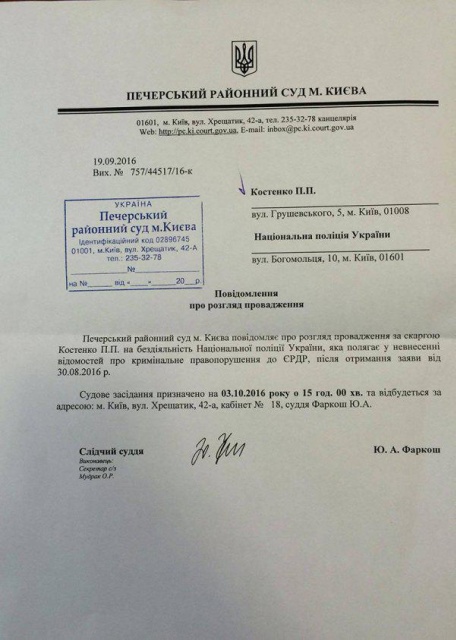 ПЕЧЕРСЬКИЙ РАЙОННИЙ СУД М. КИЄВА
01601, м. Київ, вул. Хрещатик, 42-а, тел. 235-32-78 канцелярія
Web: http://pc.ki.court.gov.ua, E-mail: inbox@pc.ki.court.gov.ua
19.09.2016
Вих. № 757/44517/16-к
УКРАЇНА
Печерський
районний суд м.Києва
Ідентифікаційний код 02896745
01001, м.Київ, вул. Хрещатик, 42-А
тел.: 235-32-78
№
на № від «    » 20   р.
Костенко П.П.
вул. Грушевського, 5, м. Київ, 01008
Національна поліція України
вул. Богомольця, 10, м. Київ, 01601
Повідомлення
про розгляд провадження
Печерський районний суд м. Києва повідомляє про розгляд провадження за скаргою
Костенко П.П. на бездіяльність Національної поліції України, яка полягає у невнесенні
відомостей про кримінальне правопорушення до ЄРДР, після отримання заяви від
30.08.2016 р.
Судове засідання призначено на 03.10.2016 року о 15 год. 00 хв. та відбудеться за
адресою: м. Київ, вул. Хрещатик, 42-а, кабінет № 18, суддя Фаркош Ю.А.
Слідчий суддя Ю. А. Фаркош
Виконавець:
Секретар с/з
Мудрак О.Р.